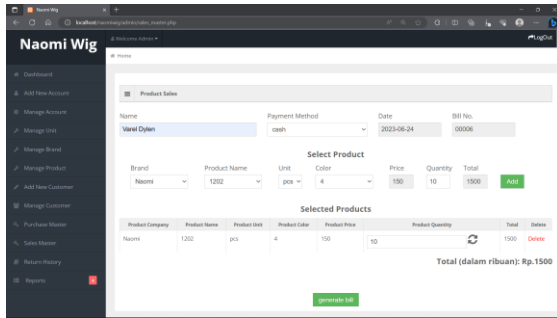 Naomi Wig
localhost/naomiwig/admin/sales_master.php
Naomi Wig
Welcome Admin
LogOut
Home
Dashboard
Add New Account
Manage Account
Manage Unit
Manage Brand
Manage Product
Add New Customer
Manage Customer
Purchase Master
Sales Master
Return History
Reports
Product Sales
Name Payment Method Date Bill No.
Varel Dylen cash 2023-06-24 00006
Select Product
Brand Product Name Unit Color Price Quantity Total
Naomi 1202 pcs 4 150 10 1500 Add
Selected Products
Product Company Product Name Product Unit Product Color Product Price Product Quantity Total Delete
Naomi 1202 pcs 4 150 10 1500 Delete
Total (dalam ribuan): Rp.1500
generate bill